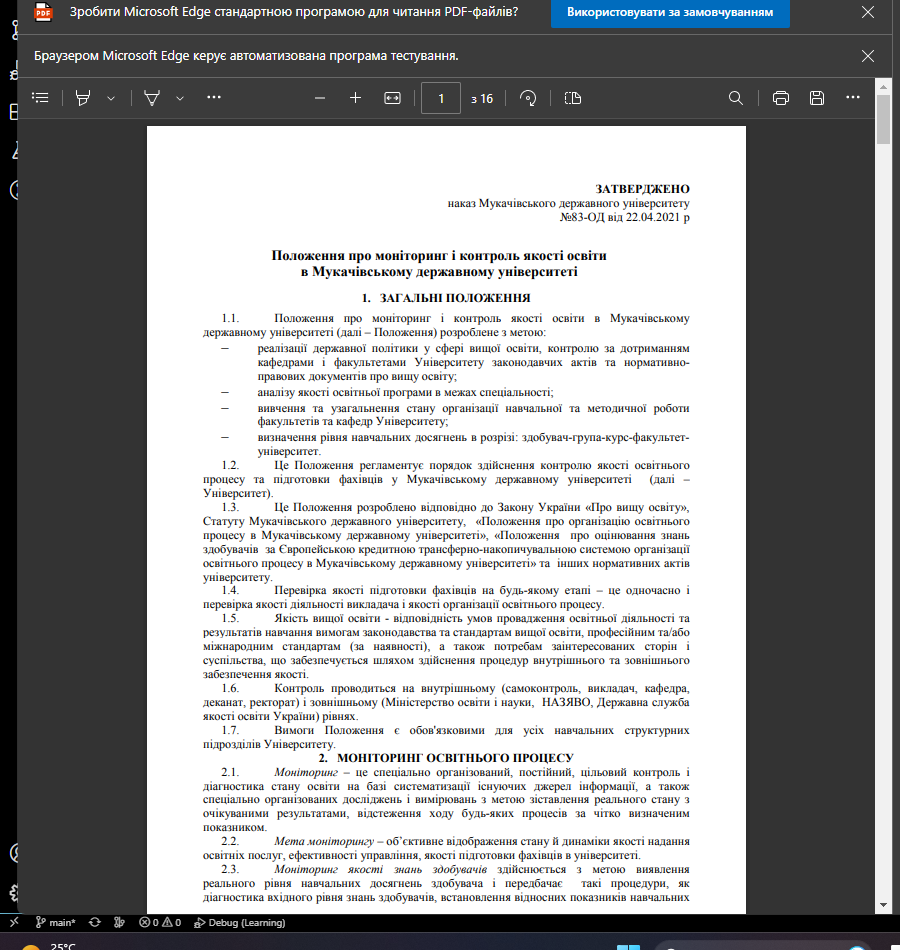 Зробити Microsoft Edge стандартною програмою для читання PDF-файлів?
Використовувати за замовчуванням
Браузером Microsoft Edge керує автоматизована програма тестування.
1 з 16
ЗАТВЕРДЖЕНО
наказ Мукачівського державного університету
№83-ОД від 22.04.2021 р
Положення про моніторинг і контроль якості освіти
в Мукачівському державному університеті
1. ЗАГАЛЬНІ ПОЛОЖЕННЯ
1.1. Положення про моніторинг і контроль якості освіти в Мукачівському
державному університеті (далі – Положення) розроблене з метою:
– реалізації державної політики у сфері вищої освіти, контролю за дотриманням
кафедрами і факультетами Університету законодавчих актів та нормативно-
правових документів про вищу освіту;
– аналізу якості освітньої програми в межах спеціальності;
– вивчення та узагальнення стану організації навчальної та методичної роботи
факультетів та кафедр Університету;
– визначення рівня навчальних досягнень в розрізі: здобувач-група-курс-факультет-
університет.
1.2. Це Положення регламентує порядок здійснення контролю якості освітнього
процесу та підготовки фахівців у Мукачівському державному університеті (далі –
Університет).
1.3. Це Положення розроблено відповідно до Закону України «Про вищу освіту»,
Статуту Мукачівського державного університету, «Положення про організацію освітнього
процесу в Мукачівському державному університеті», «Положення про оцінювання знань
здобувачів за Європейською кредитною трансферно-накопичувальною системою організації
освітнього процесу в Мукачівському державному університеті» та інших нормативних актів
університету.
1.4. Перевірка якості підготовки фахівців на будь-якому етапі – це одночасно і
перевірка якості діяльності викладача і якості організації освітнього процесу.
1.5. Якість вищої освіти - відповідність умов провадження освітньої діяльності та
результатів навчання вимогам законодавства та стандартам вищої освіти, професійним та/або
міжнародним стандартам (за наявності), а також потребам заінтересованих сторін і
суспільства, що забезпечується шляхом здійснення процедур внутрішнього та зовнішнього
забезпечення якості.
1.6. Контроль проводиться на внутрішньому (самоконтроль, викладач, кафедра,
деканат, ректорат) і зовнішньому (Міністерство освіти і науки, НАЗЯВО, Державна служба
якості освіти України) рівнях.
1.7. Вимоги Положення є обов'язковими для усіх навчальних структурних
підрозділів Університету.
2. МОНІТОРИНГ ОСВІТНЬОГО ПРОЦЕСУ
2.1. Моніторинг – це спеціально організований, постійний, цільовий контроль і
діагностика стану освіти на базі систематизації існуючих джерел інформації, а також
спеціально організованих досліджень і вимірювань з метою зіставлення реального стану з
очікуваними результатами, відстеження ходу будь-яких процесів за чітко визначеним
показником.
2.2. Мета моніторингу – об’єктивне відображення стану й динаміки якості надання
освітніх послуг, ефективності управління, якості підготовки фахівців в університеті.
2.3. Моніторинг якості знань здобувачів здійснюється з метою виявлення
реального рівня навчальних досягнень здобувача і передбачає такі процедури, як
діагностика вхідного рівня знань здобувачів, встановлення відносних показників навчальних
main* 0 0 Debug (Learning)
25°C